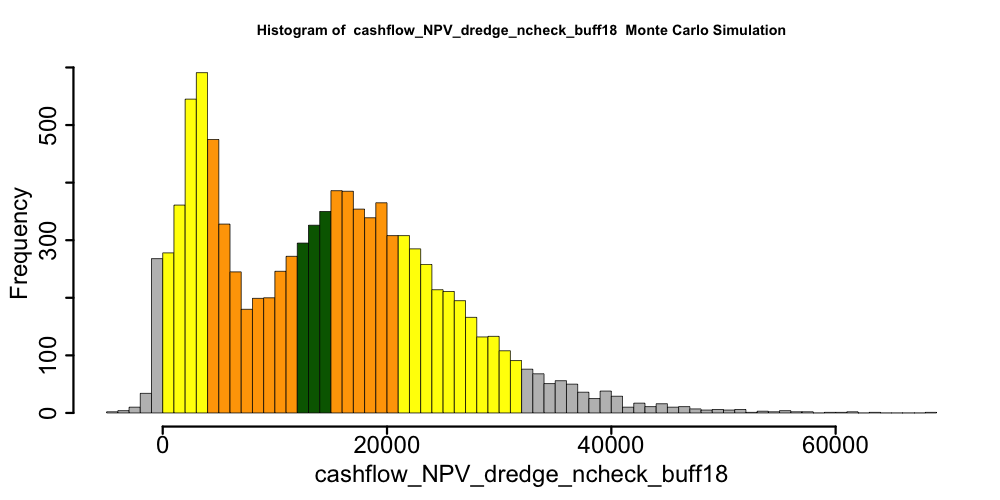 Histogram of  cashflow_NPV_dredge_ncheck_buff18  Monte Carlo Simulation
Frequency
500
300
100
0
0 20000 40000 60000
cashflow_NPV_dredge_ncheck_buff18